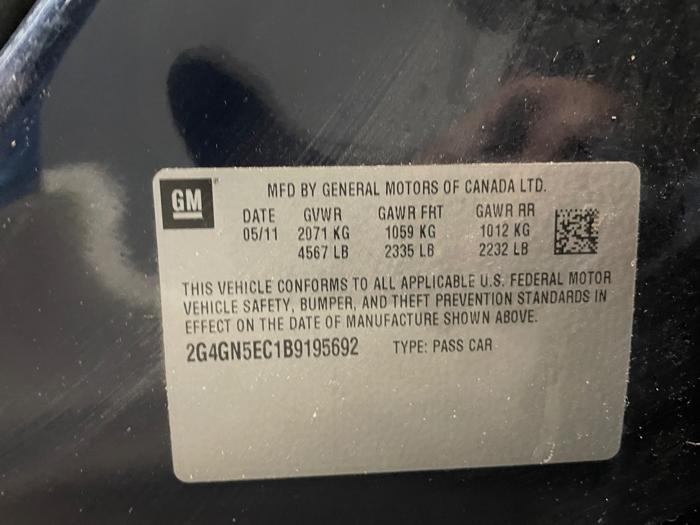 GM
MFD BY GENERAL MOTORS OF CANADA LTD.
DATE GVWR GAWR FRT GAWR RR
05/11 2071 KG 1059 KG 1012 KG
4567 LB 2335 LB 2232 LB
THIS VEHICLE CONFORMS TO ALL APPLICABLE U.S. FEDERAL MOTOR
VEHICLE SAFETY, BUMPER, AND THEFT PREVENTION STANDARDS IN
EFFECT ON THE DATE OF MANUFACTURE SHOWN ABOVE.
2G4GN5EC1B9195692 TYPE: PASS CAR